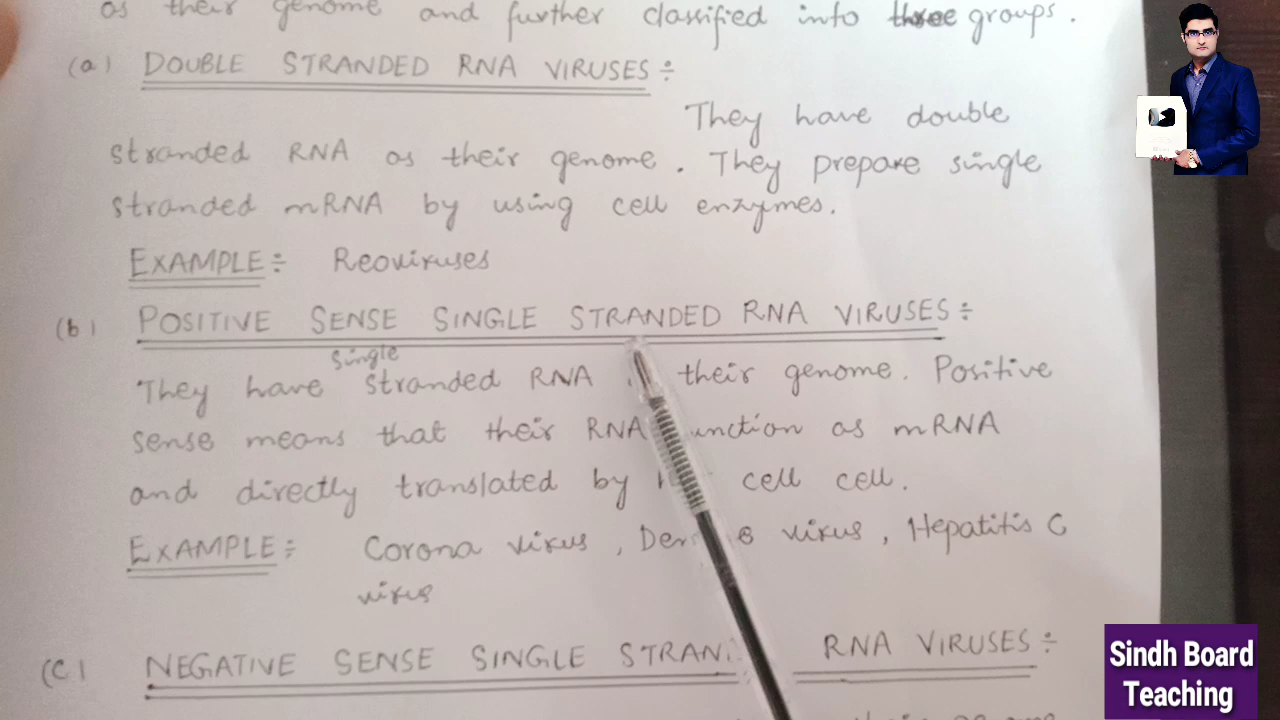 as their genome and further classified into three groups.
(a) DOUBLE STRANDED RNA VIRUSES÷
They have double
stranded RNA as their genome. They prepare single
stranded mRNA by using cell enzymes.
EXAMPLE÷ Reoviruses
(b) POSITIVE SENSE SINGLE STRANDED RNA VIRUSES÷
single
They have stranded RNA their genome. Positive
sense means that their RNA unction as mRNA
and directly translated by cell cell.
EXAMPLE÷ Corona virus, virus, Hepatitis C
virus
(c) NEGATIVE SENSE SINGLE STRAN RNA VIRUSES÷
Sindh Board
Teaching